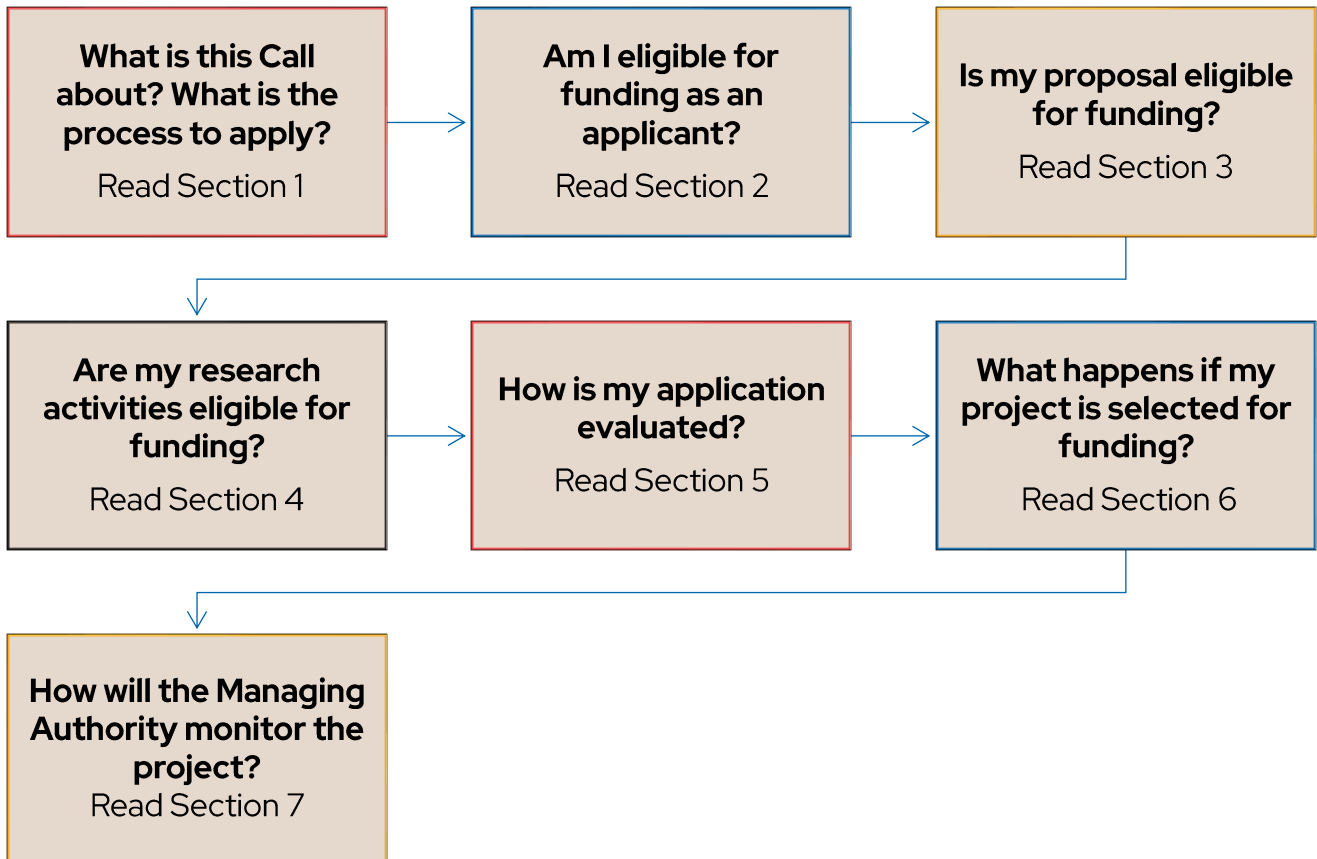 What is this Call
about? What is the
process to apply?
Read Section 1
Am I eligible for
funding as an
applicant?
Read Section 2
Is my proposal eligible
for funding?
Read Section 3
Are my research
activities eligible for
funding?
Read Section 4
How is my application
evaluated?
Read Section 5
What happens if my
project is selected for
funding?
Read Section 6
How will the Managing
Authority monitor the
project?
Read Section 7